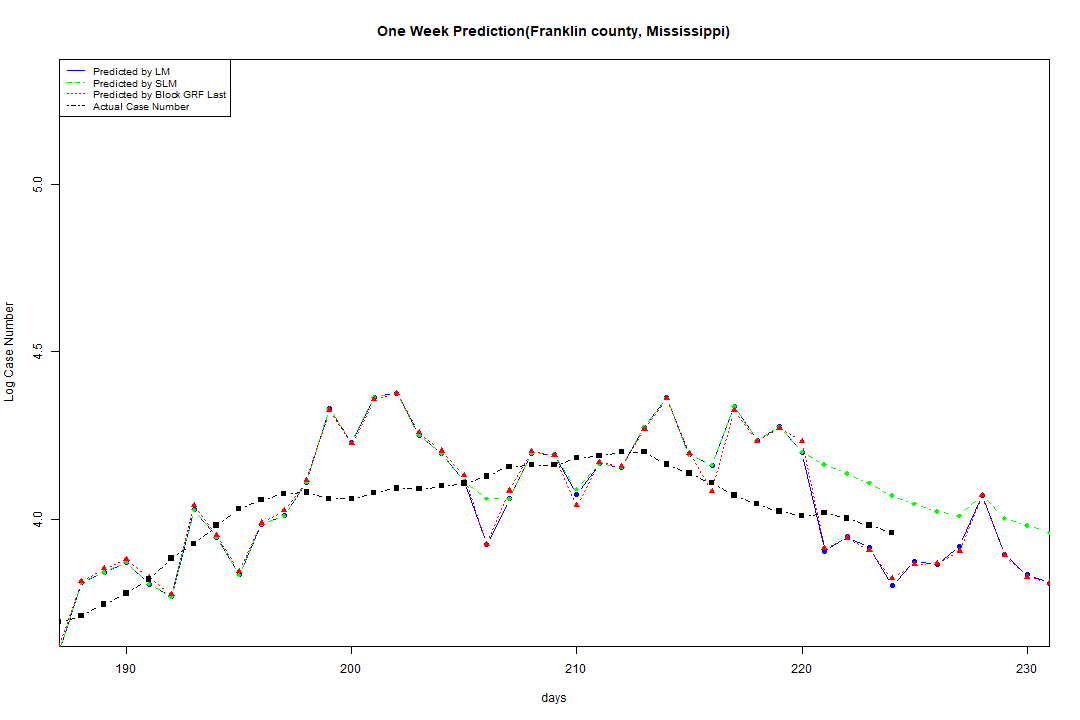 One Week Prediction(Franklin county, Mississippi)
Predicted by LM
Predicted by SLM
Predicted by Block GRF Last
Actual Case Number
Log Case Number
5.0
4.5
4.0
190 200 210 220 230
days